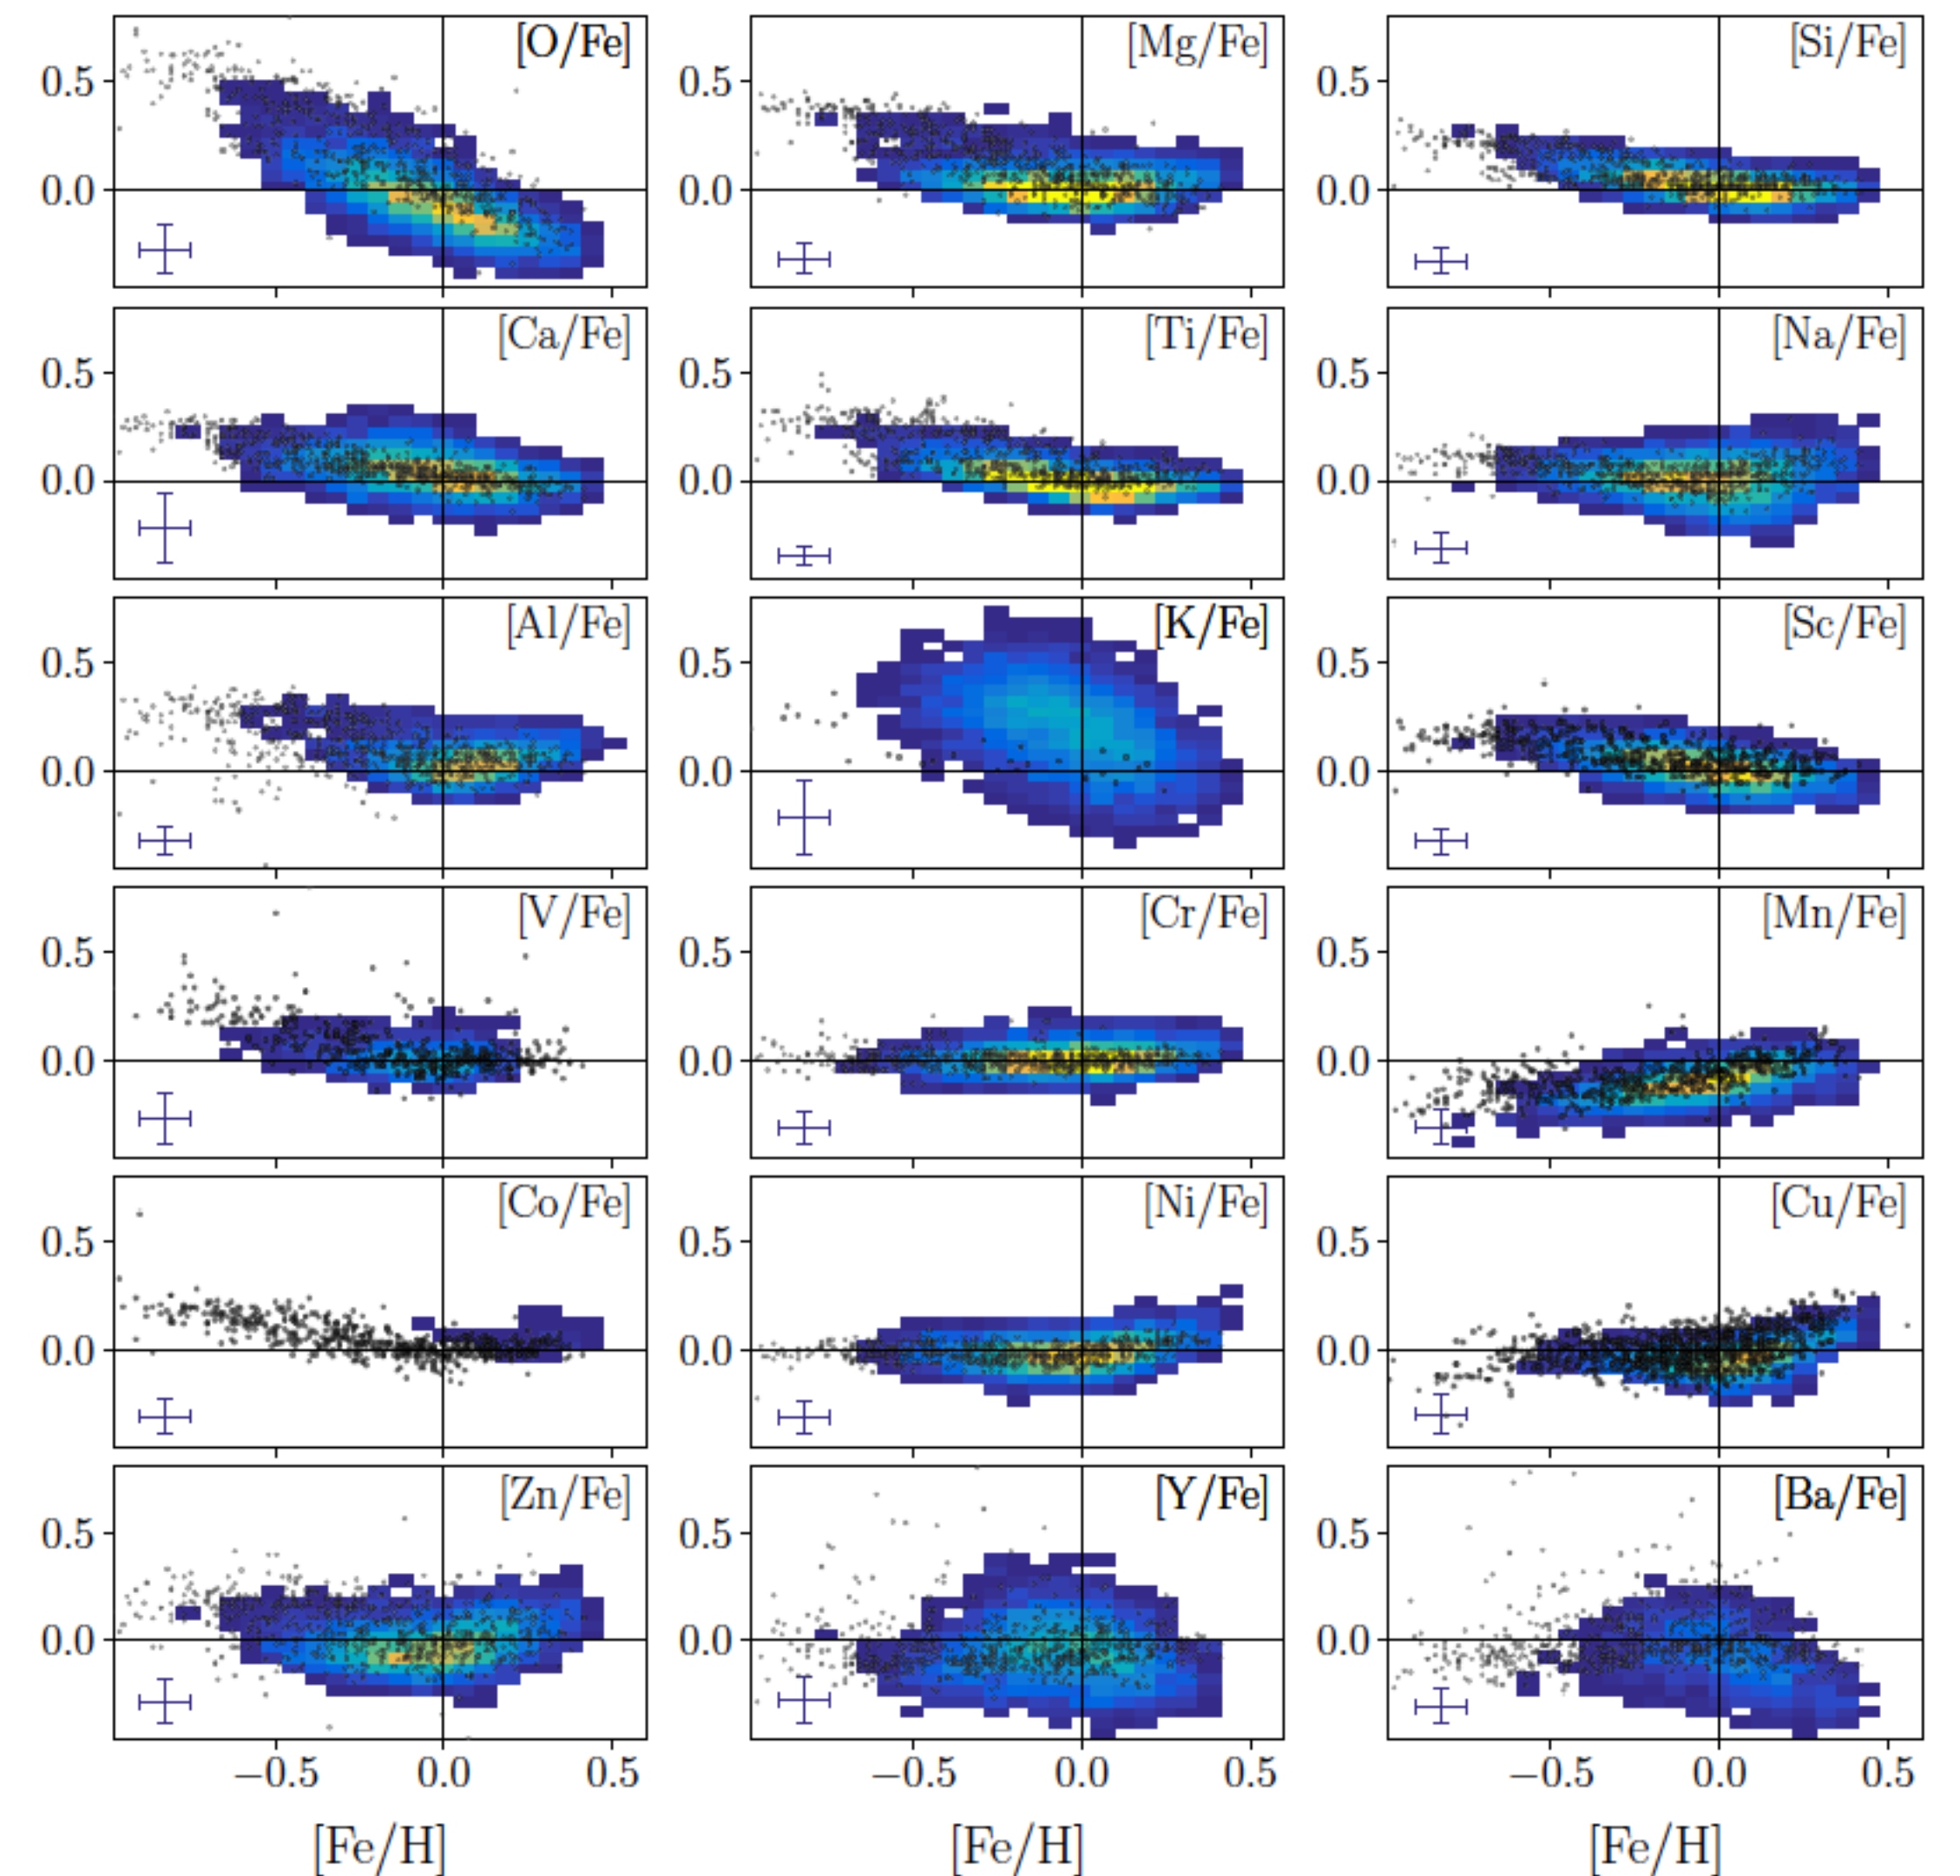 [O/Fe] [Mg/Fe] [Si/Fe]
0.5 0.5 0.5
0.0 0.0 0.0
[Ca/Fe] [Ti/Fe] [Na/Fe]
0.5 0.5 0.5
0.0 0.0 0.0
[Al/Fe] [K/Fe] [Sc/Fe]
0.5 0.5 0.5
0.0 0.0 0.0
[V/Fe] [Cr/Fe] [Mn/Fe]
0.5 0.5 0.5
0.0 0.0 0.0
[Co/Fe] [Ni/Fe] [Cu/Fe]
0.5 0.5 0.5
0.0 0.0 0.0
[Zn/Fe] [Y/Fe] [Ba/Fe]
0.5 0.5 0.5
0.0 0.0 0.0
−0.5 0.0 0.5 −0.5 0.0 0.5 −0.5 0.0 0.5
[Fe/H] [Fe/H] [Fe/H]